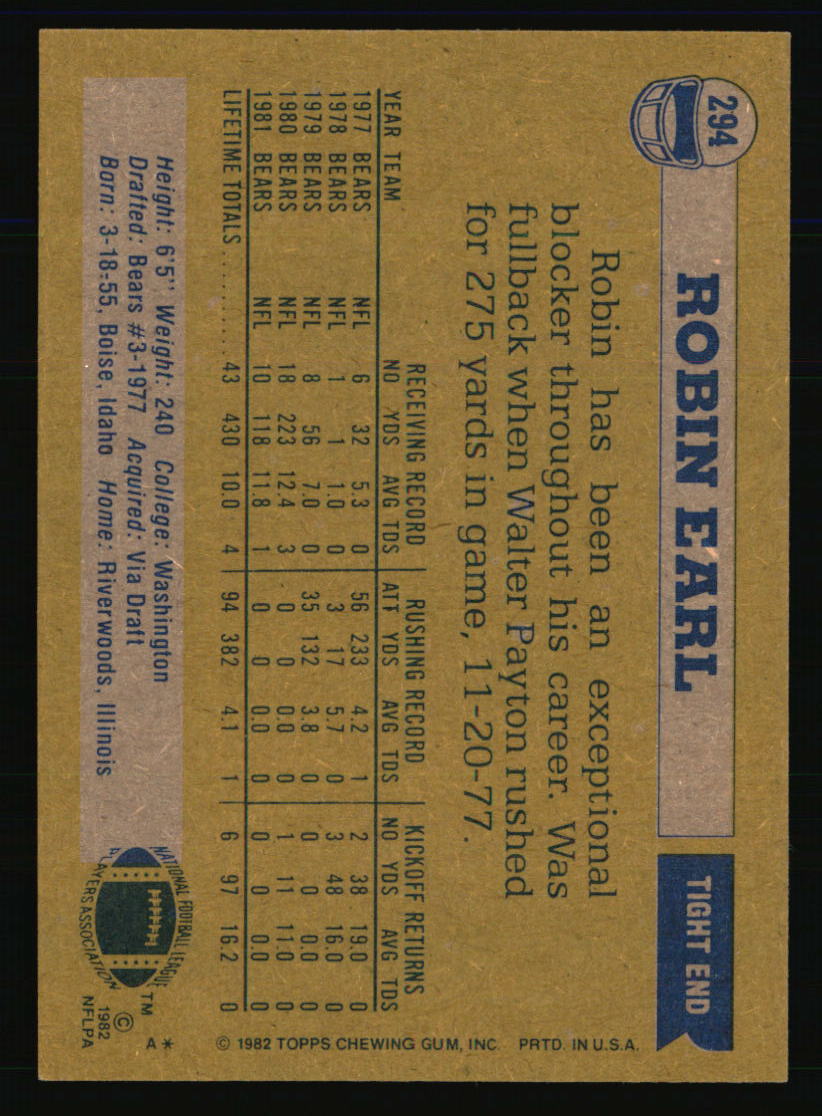 294
ROBIN EARL
TIGHT END
Robin has been an exceptional
blocker throughout his career. Was
fullback when Walter Payton rushed
for 275 yards in game, 11-20-77.
RECEIVING RECORD RUSHING RECORD KICKOFF RETURNS
YEAR TEAM NO YDS AVG TDS ATT YDS AVG TDS NO YDS AVG TDS
1977 BEARS NFL 6 32 5.3 0 56 233 4.2 1 2 38 19.0 0
1978 BEARS NFL 1 1 1.0 0 3 17 5.7 0 3 48 16.0 0
1979 BEARS NFL 8 56 7.0 0 35 132 3.8 0 0 0 0.0 0
1980 BEARS NFL 18 223 12.4 3 0 0 0.0 0 1 11 11.0 0
1981 BEARS NFL 10 118 11.8 1 0 0 0.0 0 0 0 0.0 0
LIFETIME TOTALS.......... 43 430 10.0 4 94 382 4.1 1 6 97 16.2 0
Height: 6'5" Weight: 240 College: Washington
Drafted: Bears #3-1977 Acquired: Via Draft
Born: 3-18-55, Boise, Idaho Home: Riverwoods, Illinois
NATIONAL FOOTBALL LEAGUE
PLAYERS ASSOCIATION
TM
© 1982
NFLPA
A *
© 1982 TOPPS CHEWING GUM, INC. PRTD. IN U.S.A.